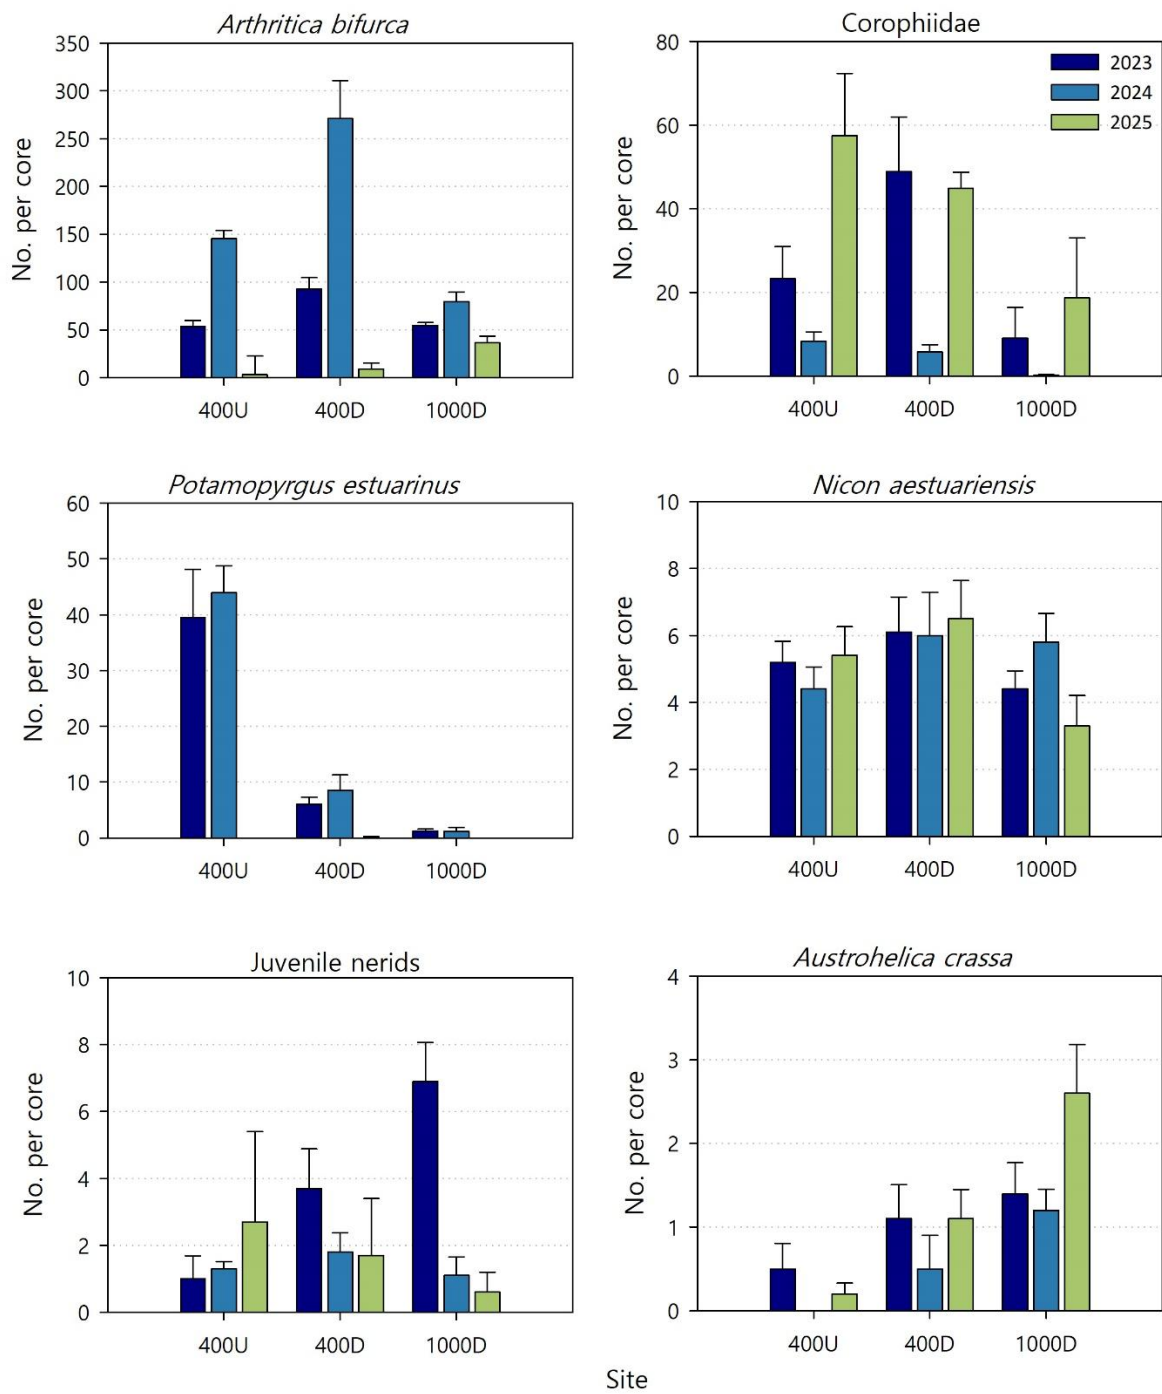 Arthritica bifurca
No. per core
350
300
250
200
150
100
50
0
400U 400D 1000D
Corophiidae
No. per core
80
60
40
20
0
2023
2024
2025
400U 400D 1000D
Potamopyrgus estuarinus
No. per core
60
50
40
30
20
10
0
400U 400D 1000D
Nicon aestuariensis
No. per core
10
8
6
4
2
0
400U 400D 1000D
Juvenile nerids
No. per core
10
8
6
4
2
0
400U 400D 1000D
Austrohelica crassa
No. per core
4
3
2
1
0
400U 400D 1000D
Site